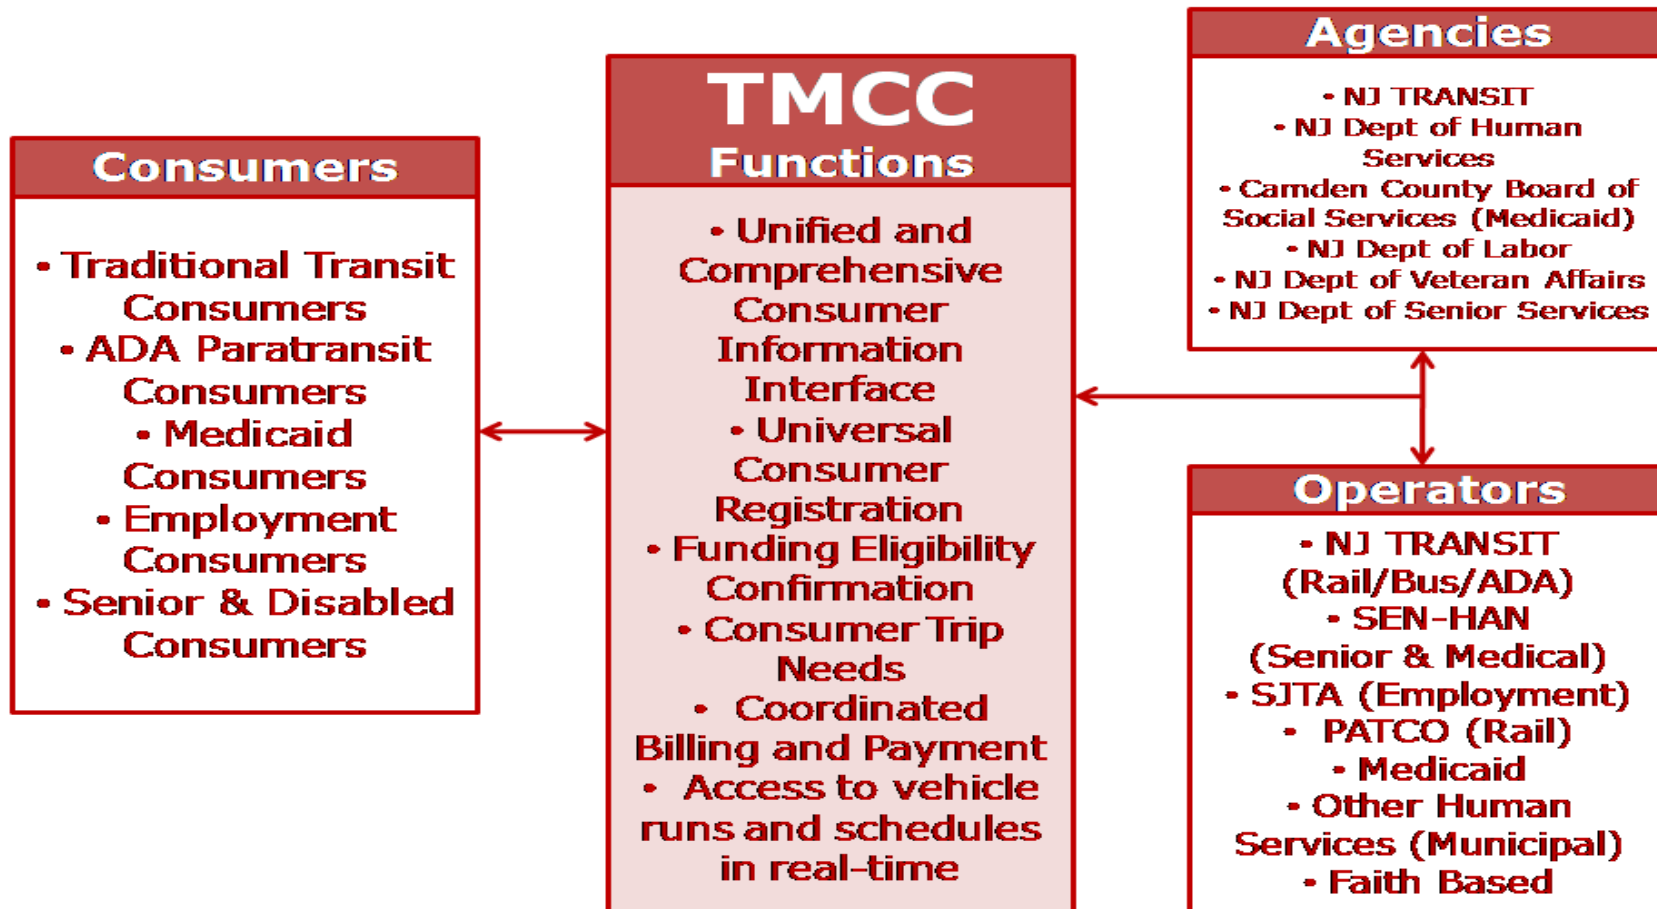 Consumers
• Traditional Transit
Consumers
• ADA Paratransit
Consumers
• Medicaid
Consumers
• Employment
Consumers
• Senior & Disabled
Consumers
TMCC
Functions
• Unified and
Comprehensive
Consumer
Information
Interface
• Universal
Consumer
Registration
• Funding Eligibility
Confirmation
• Consumer Trip
Needs
• Coordinated
Billing and Payment
• Access to vehicle
runs and schedules
in real-time
Agencies
• NJ TRANSIT
• NJ Dept of Human
Services
• Camden County Board of
Social Services (Medicaid)
• NJ Dept of Labor
• NJ Dept of Veteran Affairs
• NJ Dept of Senior Services
Operators
• NJ TRANSIT
(Rail/Bus/ADA)
• SEN-HAN
(Senior & Medical)
• SJTA (Employment)
• PATCO (Rail)
• Medicaid
• Other Human
Services (Municipal)
• Faith Based